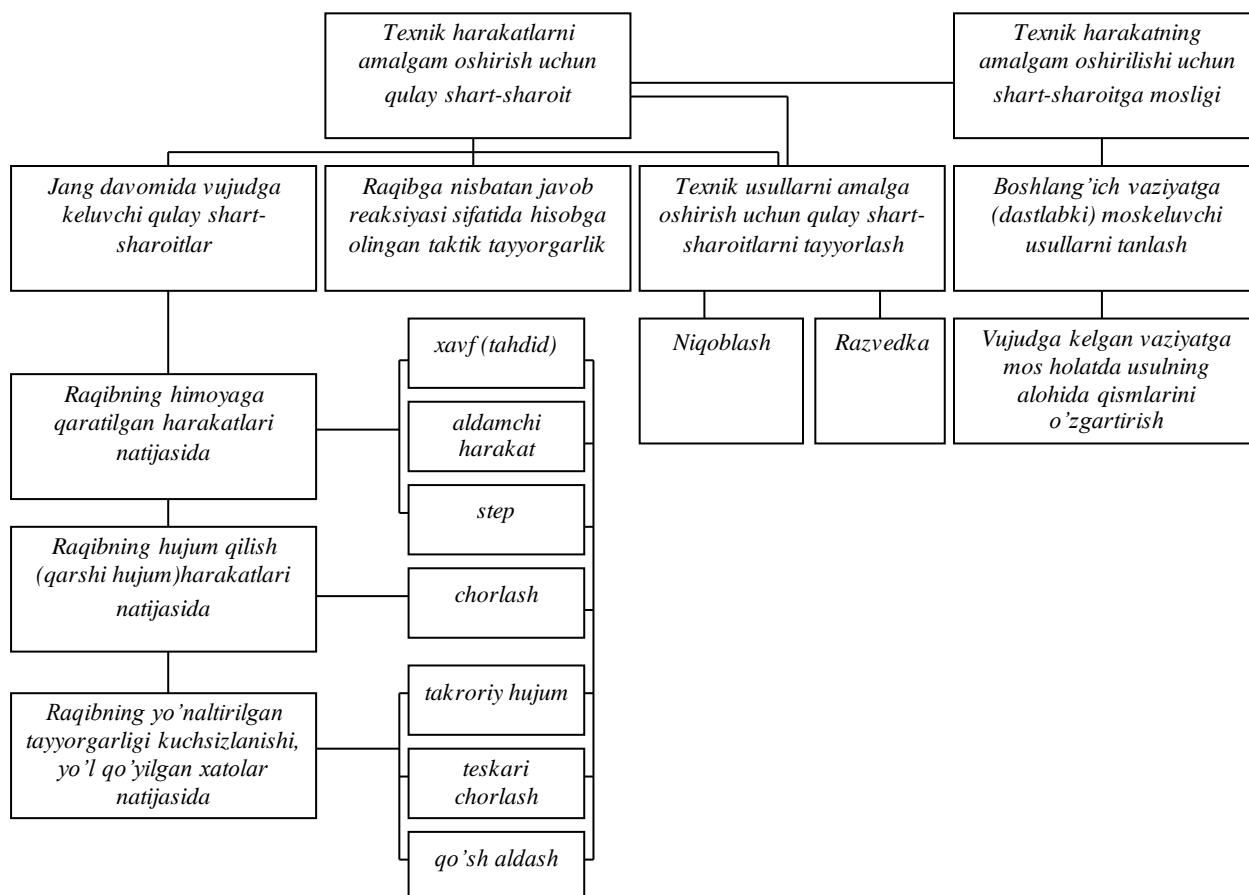 Texnik harakatlarni
amalgam oshirish uchun
qulay shart-sharoit
Texnik harakatning
amalgam oshirilishi uchun
shart-sharoitga mosligi
Jang davomida vujudga
keluvchi qulay shart-
sharoitlar
Raqibga nisbatan javob
reaksiyasi sifatida hisobga
olingan taktik tayyorgarlik
Texnik usullarni amalga
oshirish uchun qulay shart-
sharoitlarni tayyorlash
Boshlang’ich vaziyatga
(dastlabki) moskeluvchi
usullarni tanlash
xavf (tahdid)
Niqoblash
Razvedka
Vujudga kelgan vaziyatga
mos holatda usulning
alohida qismlarini
o’zgartirish
Raqibning himoyaga
qaratilgan harakatlari
natijasida
aldamchi
harakat
step
Raqibning hujum qilish
(qarshi hujum)harakatlari
natijasida
chorlash
Raqibning yo’naltirilgan
tayyorgarligi kuchsizlanishi,
yo’l qo’yilgan xatolar
natijasida
takroriy hujum
teskari
chorlash
qo’sh aldash